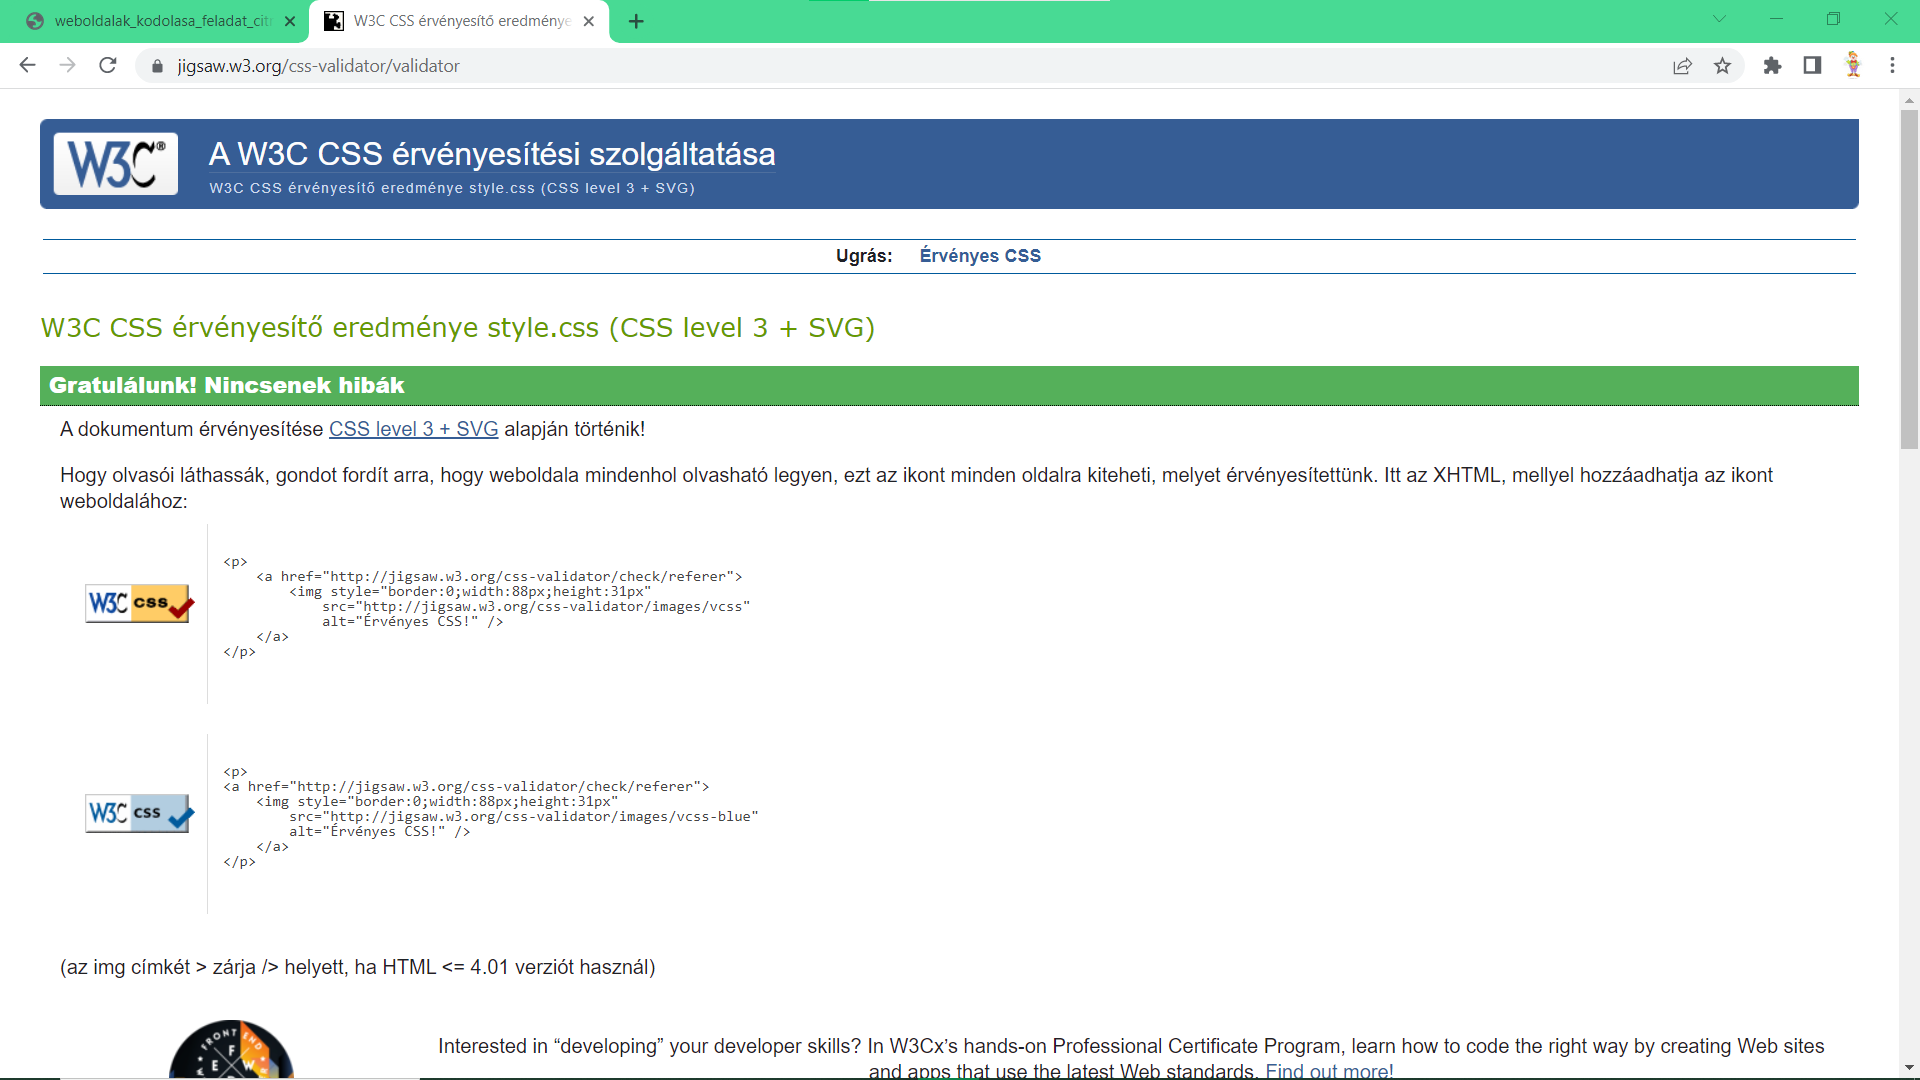 weboldalak_kodolasa_feladat_cit
W3C CSS érvényesítő eredménye
jigsaw.w3.org/css-validator/validator
W3C®
A W3C CSS érvényesítési szolgáltatása
W3C CSS érvényesítő eredménye style.css (CSS level 3 + SVG)
Ugrás: Érvényes CSS
W3C CSS érvényesítő eredménye style.css (CSS level 3 + SVG)
Gratulálunk! Nincsenek hibák
A dokumentum érvényesítése CSS level 3 + SVG alapján történik!
Hogy olvasói láthassák, gondot fordít arra, hogy weboldala mindenhol olvasható legyen, ezt az ikont minden oldalra kiteheti, melyet érvényesítettünk. Itt az XHTML, mellyel hozzáadhatja az ikont
weboldalához:
W3C css
<p>
<a href="http://jigsaw.w3.org/css-validator/check/referer">
<img style="border:0;width:88px;height:31px"
src="http://jigsaw.w3.org/css-validator/images/vcss"
alt="Érvényes CSS!" />
</a>
</p>
W3C css
<p>
<a href="http://jigsaw.w3.org/css-validator/check/referer">
<img style="border:0;width:88px;height:31px"
src="http://jigsaw.w3.org/css-validator/images/vcss-blue"
alt="Érvényes CSS!" />
</a>
</p>
(az img címkét > zárja /> helyett, ha HTML <= 4.01 verziót használ)
FRONT END
F
E W
Interested in “developing” your developer skills? In W3Cx’s hands-on Professional Certificate Program, learn how to code the right way by creating Web sites
and apps that use the latest Web standards. Find out more!